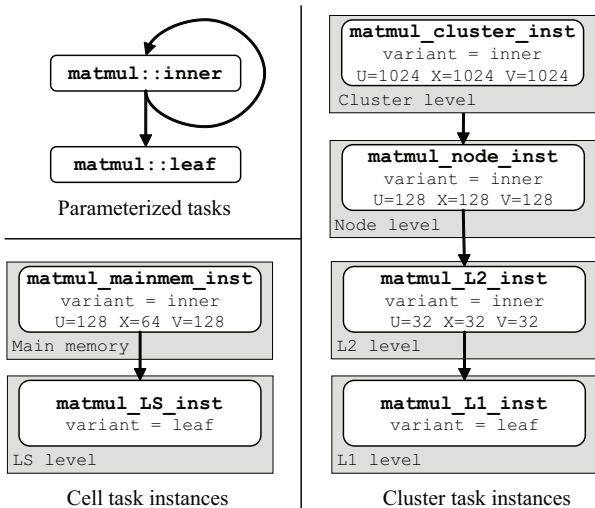 matmul::inner
matmul::leaf
Parameterized tasks
matmul_mainmem_inst
variant = inner
U=128 X=64 V=128
Main memory
matmul_LS_inst
variant = leaf
LS level
Cell task instances
matmul_cluster_inst
variant = inner
U=1024 X=1024 V=1024
Cluster level
matmul_node_inst
variant = inner
U=128 X=128 V=128
Node level
matmul_L2_inst
variant = inner
U=32 X=32 V=32
L2 level
matmul_L1_inst
variant = leaf
L1 level
Cluster task instances